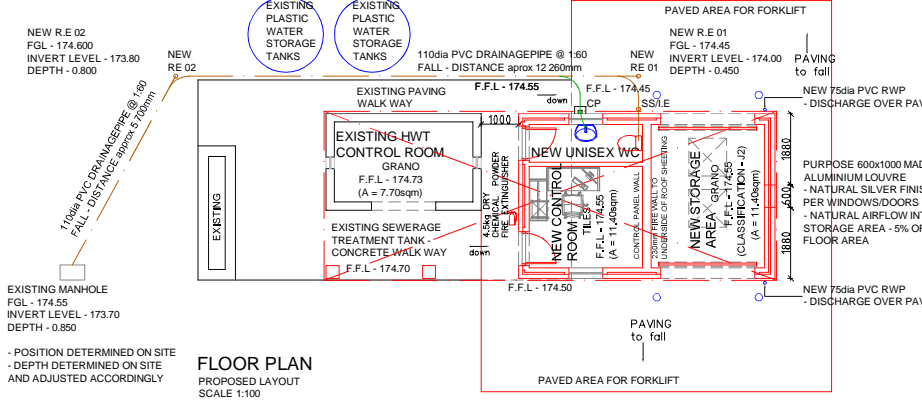 NEW R.E 02
FGL - 174.600
INVERT LEVEL - 173.80
DEPTH - 0.800
NEW
RE 02
EXISTING
PLASTIC
WATER
STORAGE
TANKS
EXISTING
PLASTIC
WATER
STORAGE
TANKS
110dia PVC DRAINAGEPIPE @ 1:60
FALL - DISTANCE aprox 12.260mm
NEW
RE 01
PAVED AREA FOR FORKLIFT
NEW R.E 01
FGL - 174.45
INVERT LEVEL - 174.00
DEPTH - 0.450
PAVING
to fall
110dia PVC DRAINAGEPIPE @ 1:60
FALL - DISTANCE approx 5.700mm
EXISTING PAVING
WALK WAY
F.F.L - 174.55
down
CP
F.F.L - 174.45
SS/I.E
NEW 75dia PVC RWP
- DISCHARGE OVER PAV
1000
EXISTING HWT
CONTROL ROOM
GRANO
F.F.L - 174.73
(A = 7.70sqm)
4.5kg DRY
CHEMICAL POWER
FIRE EXTINGUISHER
down
NEW UNISEX WC
NEW CONTROL
ROOM
TILES
F.F.L - 174.55
(A = 11,40sqm)
CONTROL PANEL WALL
230mm FIRE WALL TO
UNDERSIDE OF ROOF SHEETING
NEW STORAGE
AREA
GRANO
F.F.L - 174.55
(CLASSIFICATION - J2)
(A = 11,40sqm)
1880
600
1880
PURPOSE 600x1000 MAD
ALUMINIUM LOUVRE
- NATURAL SILVER FINIS
PER WINDOWS/DOORS
- NATURAL AIRFLOW INT
STORAGE AREA - 5% OF
FLOOR AREA
EXISTING
EXISTING SEWERAGE
TREATMENT TANK -
CONCRETE WALK WAY
F.F.L - 174.70
F.F.L - 174.50
NEW 75dia PVC RWP
- DISCHARGE OVER PAV
EXISTING MANHOLE
FGL - 174.55
INVERT LEVEL - 173.70
DEPTH - 0.850
- POSITION DETERMINED ON SITE
- DEPTH DETERMINED ON SITE
AND ADJUSTED ACCORDINGLY
PAVING
to fall
FLOOR PLAN
PROPOSED LAYOUT
SCALE 1:100
PAVED AREA FOR FORKLIFT